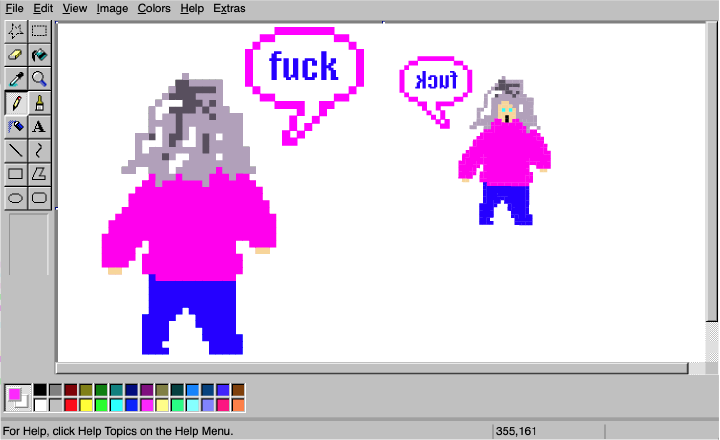 File Edit View Image Colors Help Extras
fuck
fuck
A
For Help, click Help Topics on the Help Menu.
355,161